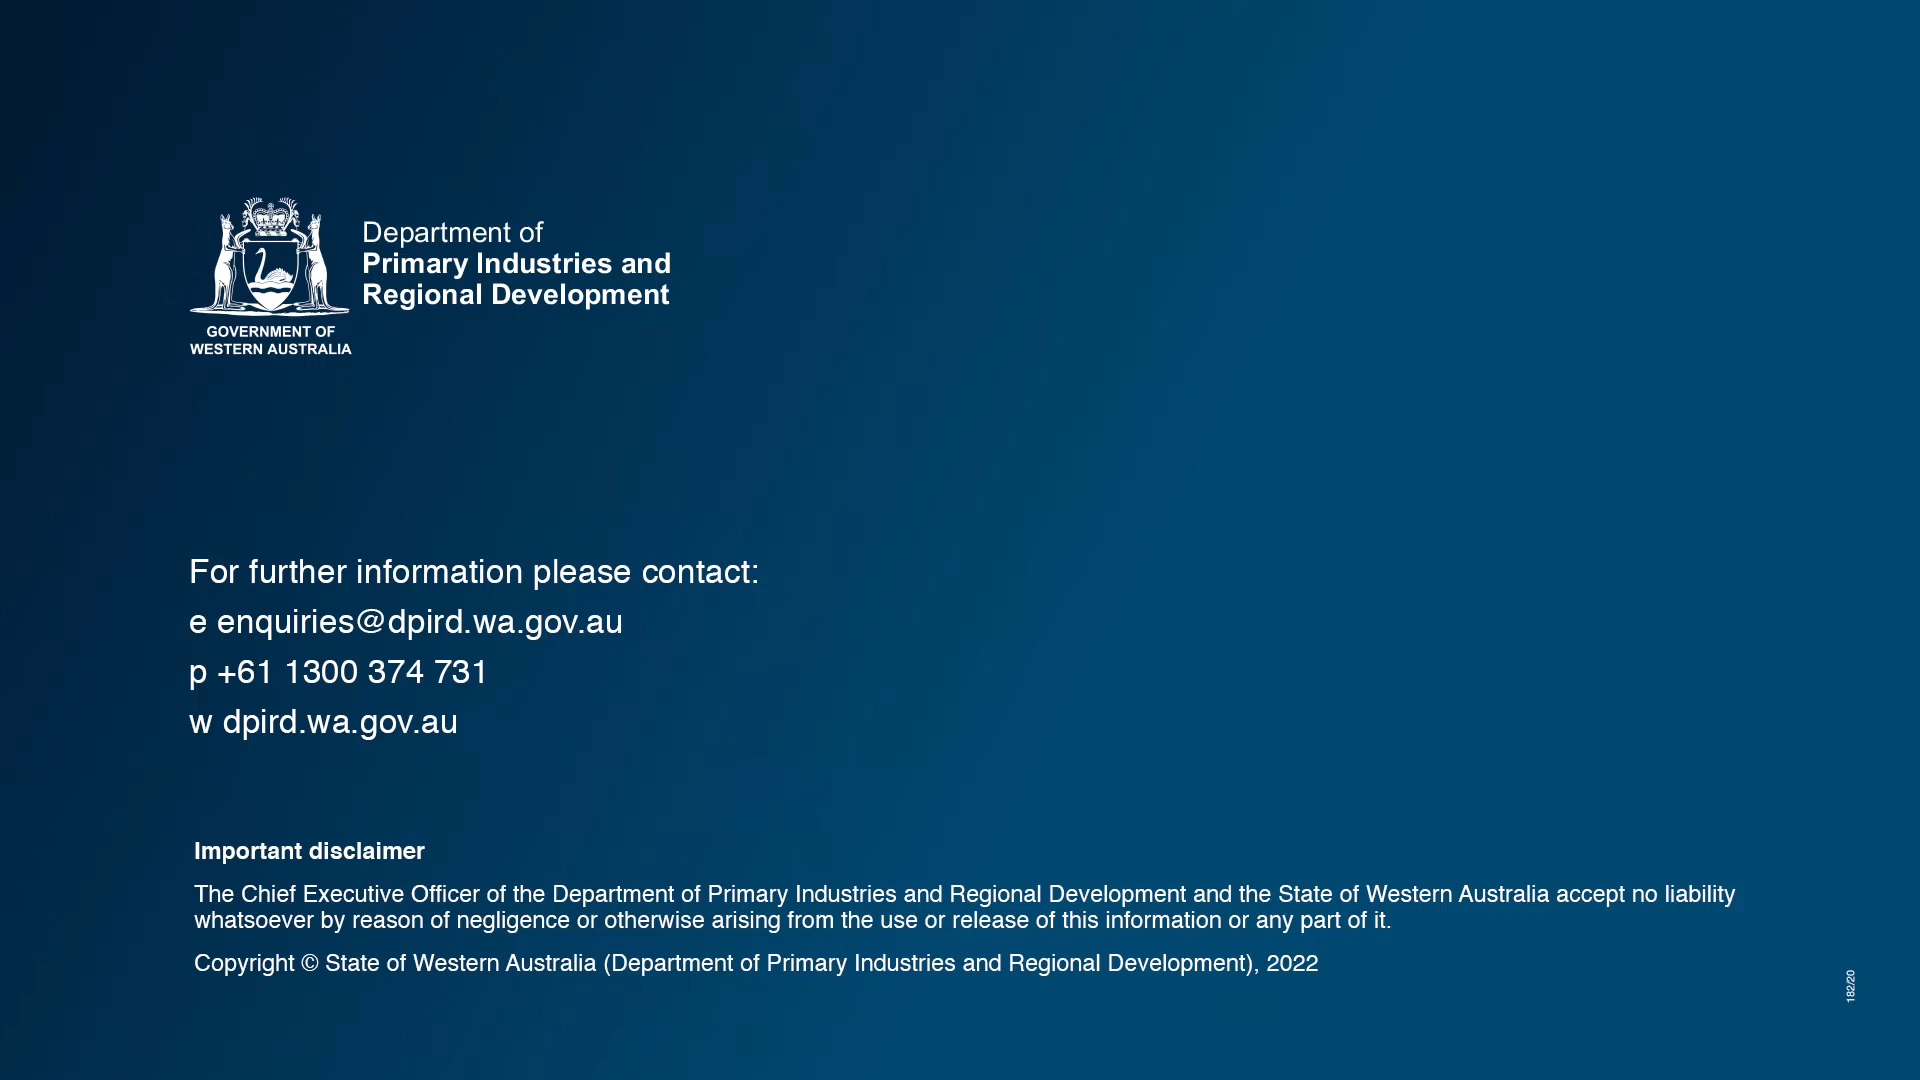 Department of
Primary Industries and
Regional Development
GOVERNMENT OF
WESTERN AUSTRALIA
For further information please contact:
e enquiries@dpird.wa.gov.au
p +61 1300 374 731
w dpird.wa.gov.au
Important disclaimer
The Chief Executive Officer of the Department of Primary Industries and Regional Development and the State of Western Australia accept no liability
whatsoever by reason of negligence or otherwise arising from the use or release of this information or any part of it.
Copyright © State of Western Australia (Department of Primary Industries and Regional Development), 2022
182/20